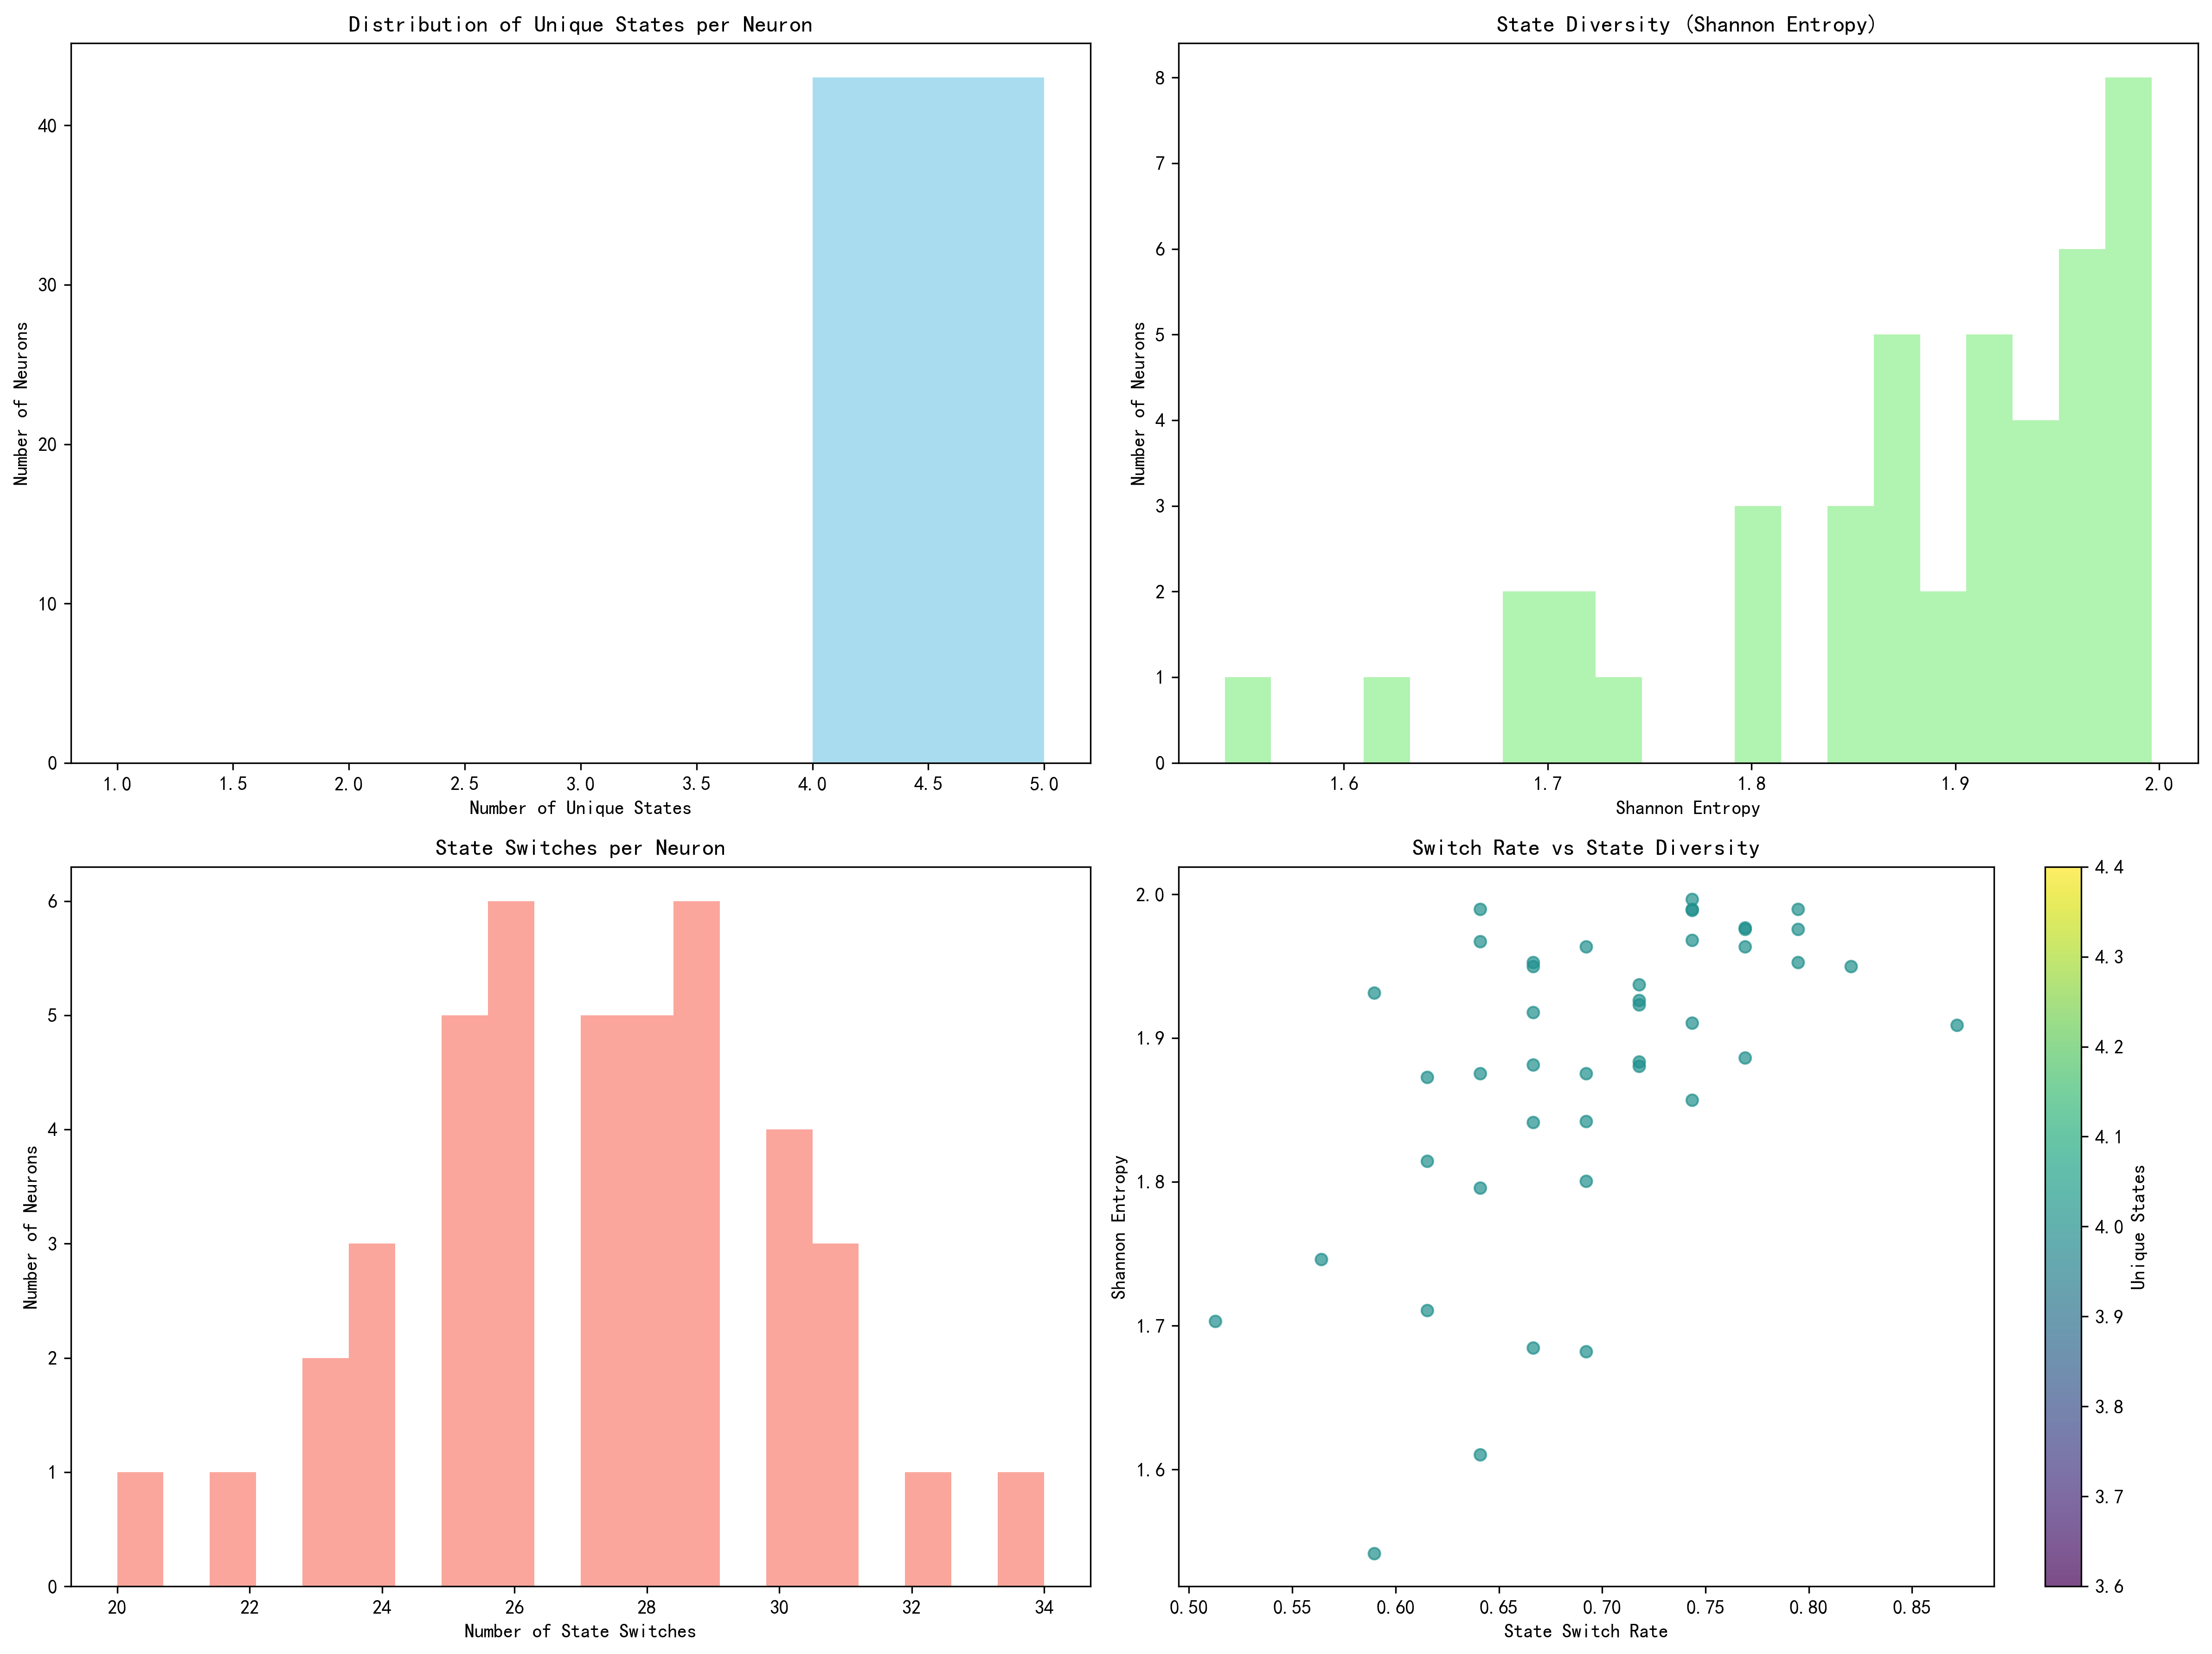 Distribution of Unique States per Neuron
Number of Neurons
40
30
20
10
0
1.0 1.5 2.0 2.5 3.0 3.5 4.0 4.5 5.0
Number of Unique States
State Diversity (Shannon Entropy)
Number of Neurons
8
7
6
5
4
3
2
1
0
1.6 1.7 1.8 1.9 2.0
Shannon Entropy
State Switches per Neuron
Number of Neurons
6
5
4
3
2
1
0
20 22 24 26 28 30 32 34
Number of State Switches
Switch Rate vs State Diversity
Shannon Entropy
2.0
1.9
1.8
1.7
1.6
0.50 0.55 0.60 0.65 0.70 0.75 0.80 0.85
State Switch Rate
4.4
4.3
4.2
4.1
4.0
3.9
3.8
3.7
3.6
Unique States